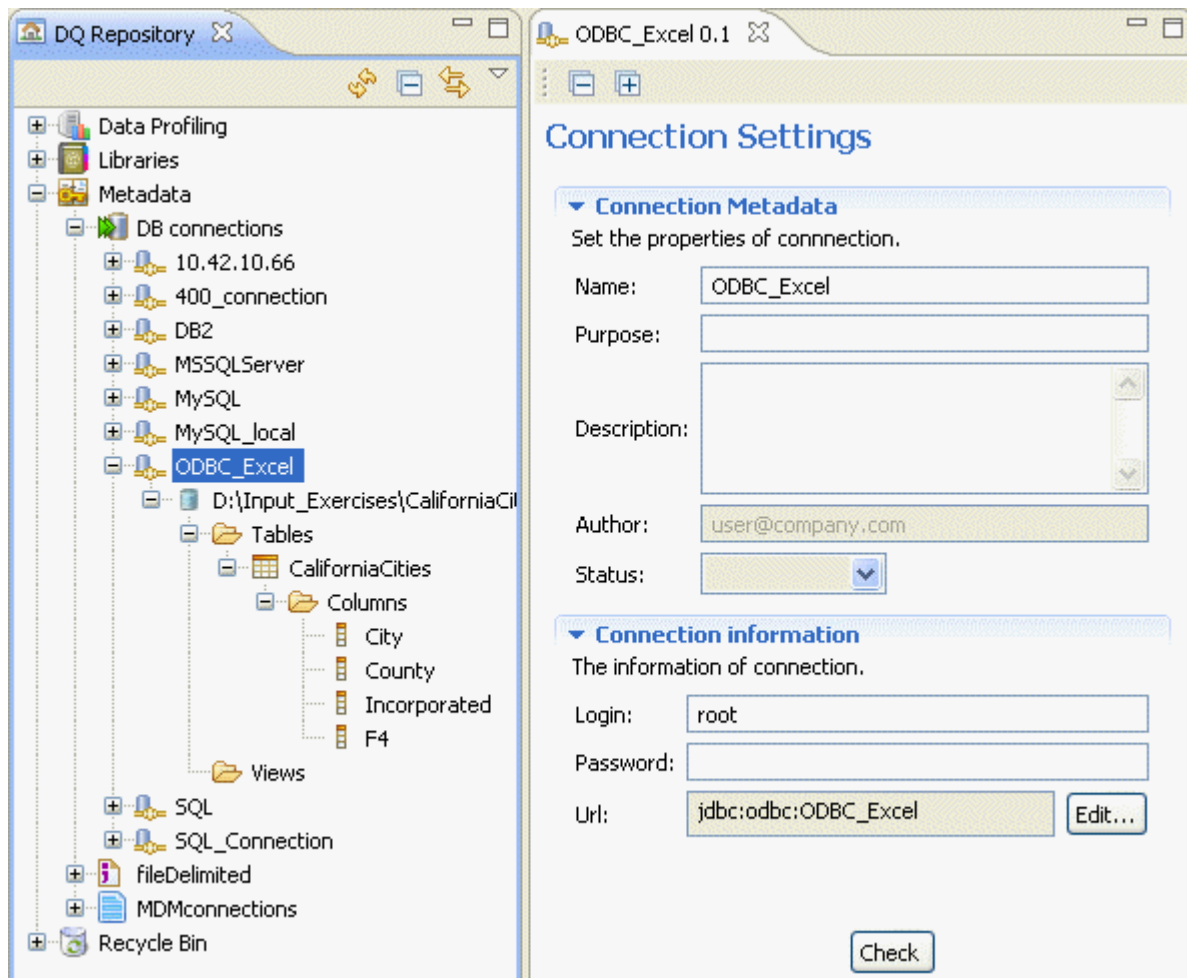 DQ Repository
Data Profiling
Libraries
Metadata
DB connections
10.42.10.66
400_connection
DB2
MSSQLServer
MySQL
MySQL_local
ODBC_Excel
D:\Input_Exercises\CaliforniaCit
Tables
CaliforniaCities
Columns
City
County
Incorporated
F4
Views
SQL
SQL_Connection
fileDelimited
MDMconnections
Recycle Bin
ODBC_Excel 0.1
Connection Settings
Connection Metadata
Set the properties of connnection.
Name: ODBC_Excel
Purpose:
Description:
Author: user@company.com
Status:
Connection information
The information of connection.
Login: root
Password:
Url: jdbc:odbc:ODBC_Excel Edit...
Check